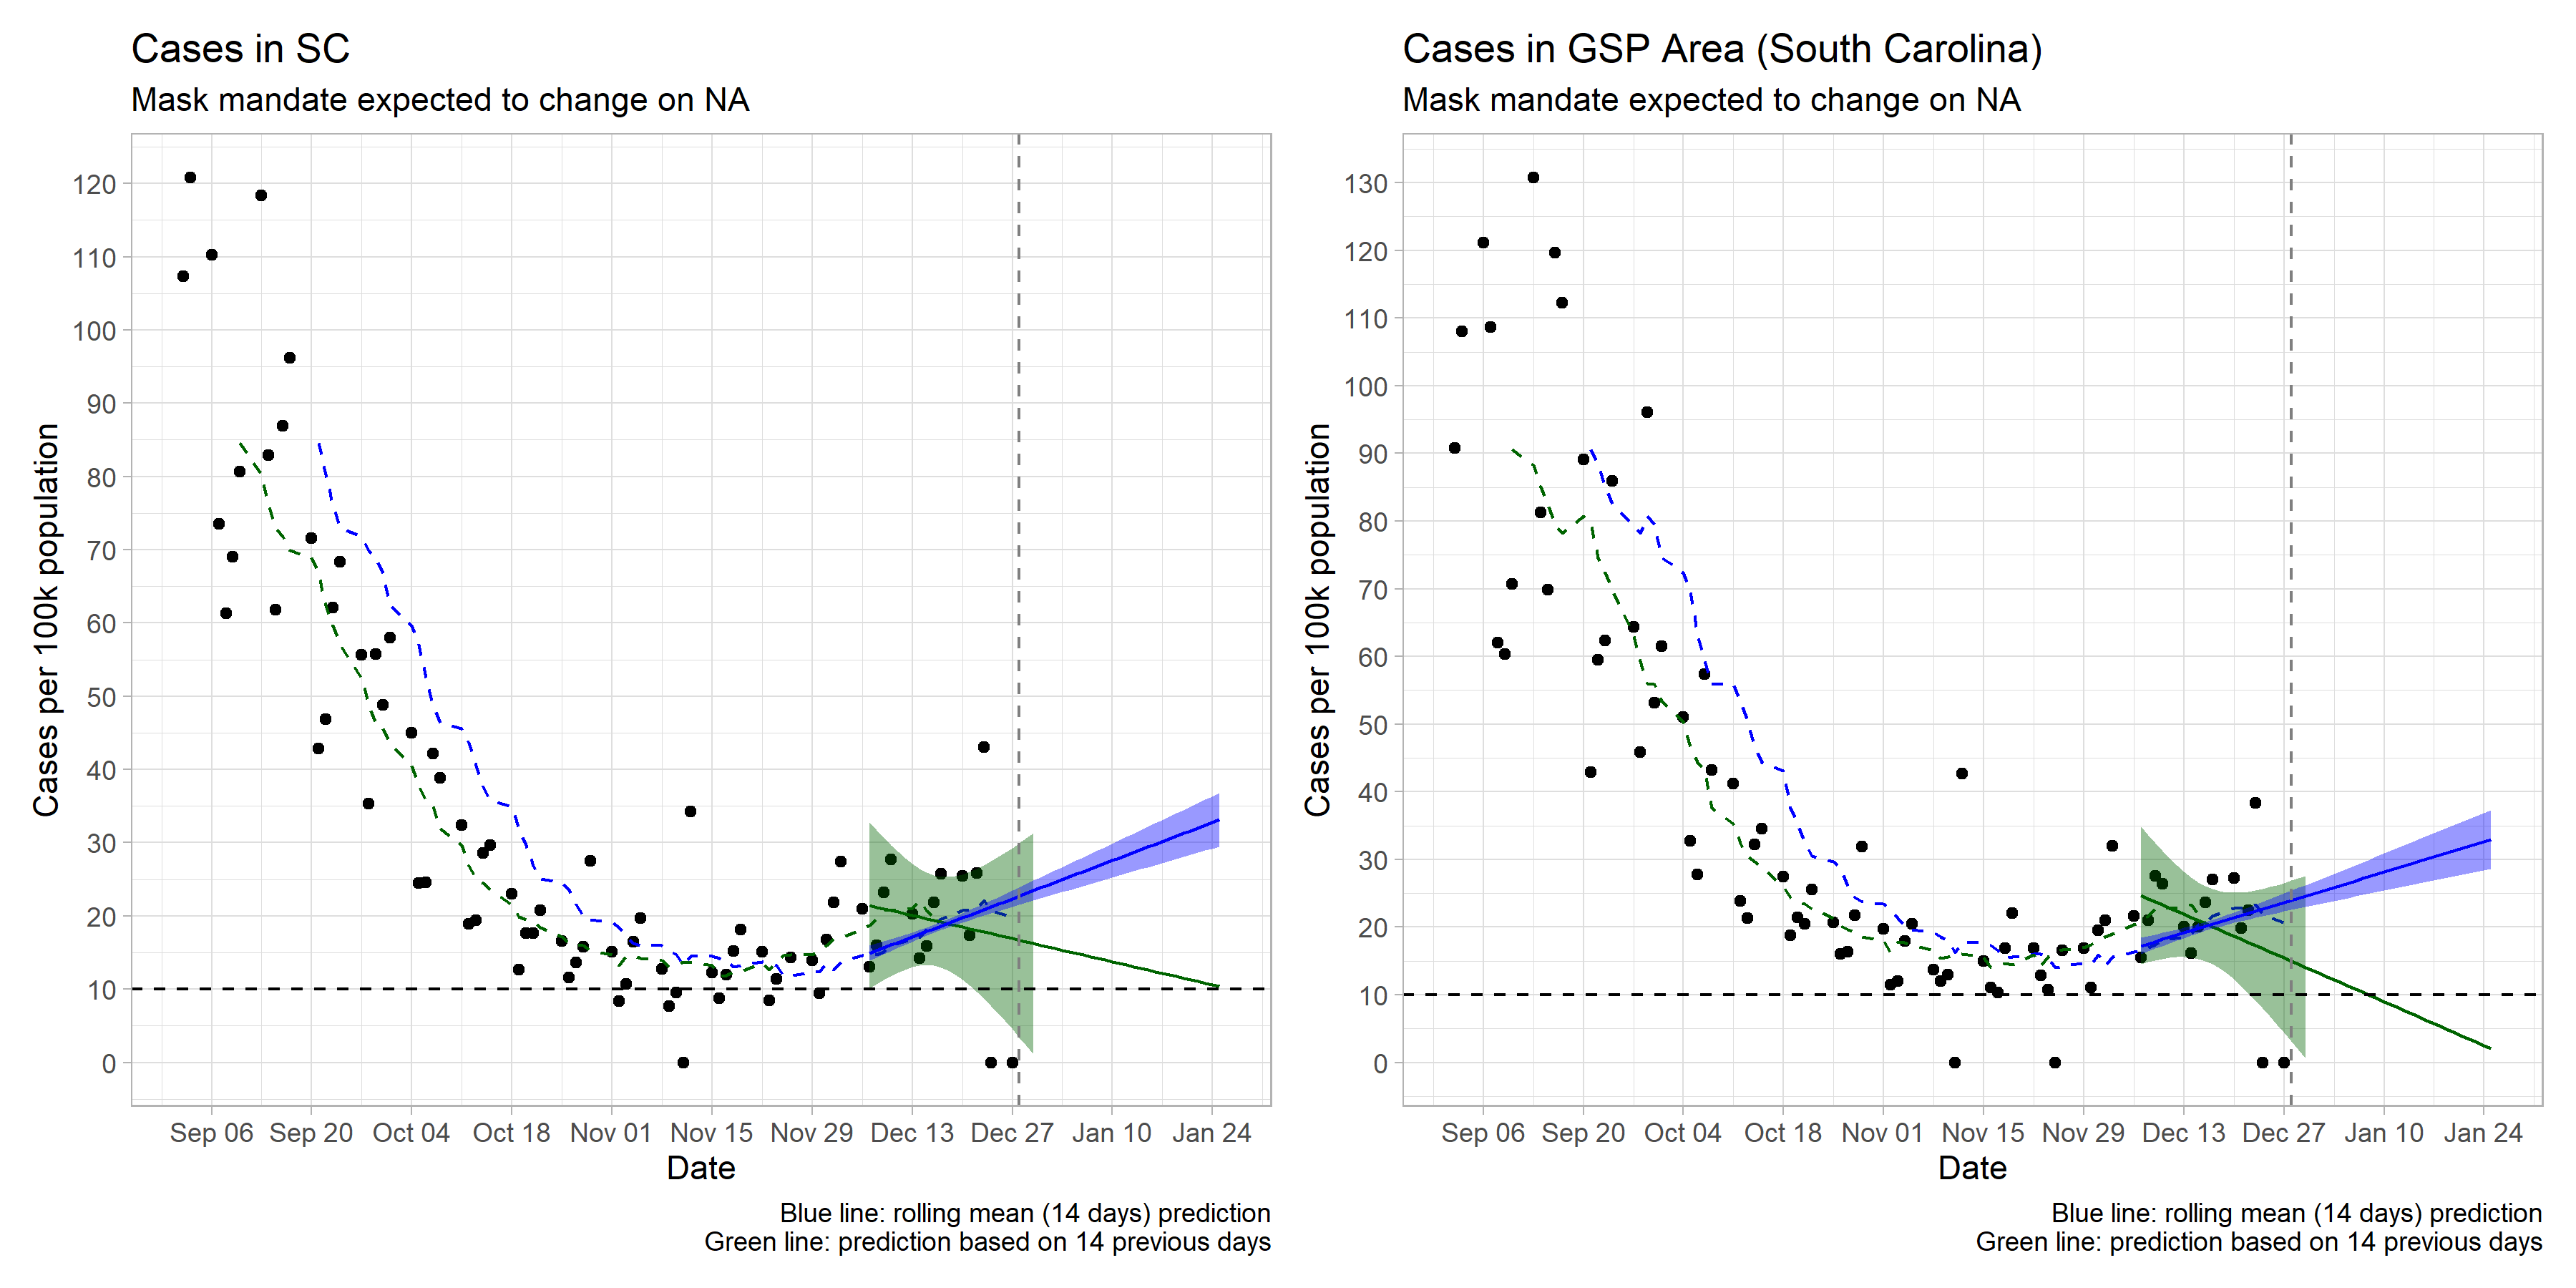 Cases in SC
Mask mandate expected to change on NA
Cases per 100k population
120
110
100
90
80
70
60
50
40
30
20
10
0
Sep 06 Sep 20 Oct 04 Oct 18 Nov 01 Nov 15 Nov 29 Dec 13 Dec 27 Jan 10 Jan 24
Date
Blue line: rolling mean (14 days) prediction
Green line: prediction based on 14 previous days
Cases in GSP Area (South Carolina)
Mask mandate expected to change on NA
Cases per 100k population
130
120
110
100
90
80
70
60
50
40
30
20
10
0
Sep 06 Sep 20 Oct 04 Oct 18 Nov 01 Nov 15 Nov 29 Dec 13 Dec 27 Jan 10 Jan 24
Date
Blue line: rolling mean (14 days) prediction
Green line: prediction based on 14 previous days